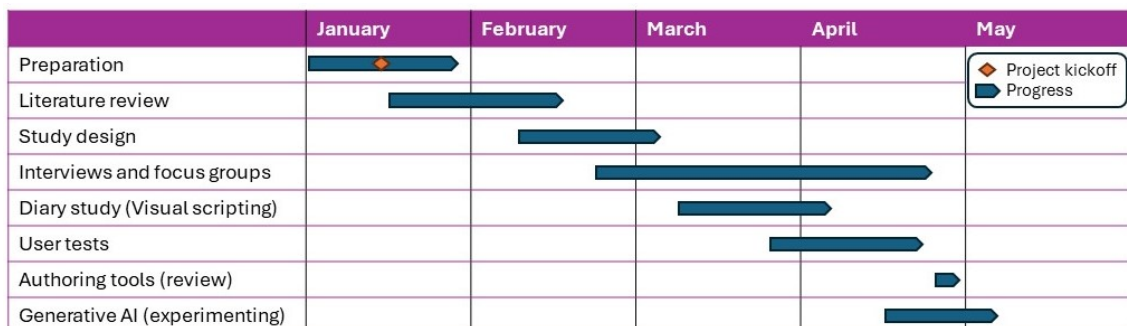 January February March April May
Preparation
Project kickoff
Progress
Literature review
Study design
Interviews and focus groups
Diary study (Visual scripting)
User tests
Authoring tools (review)
Generative AI (experimenting)